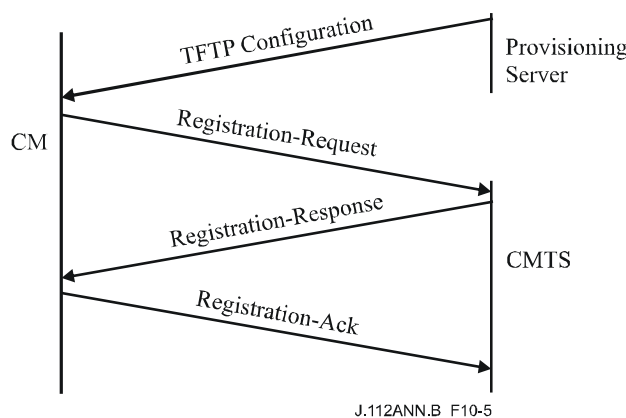 TFTP Configuration
Provisioning
Server
CM
Registration-Request
Registration-Response
CMTS
Registration-Ack
J.112ANN.B F10-5